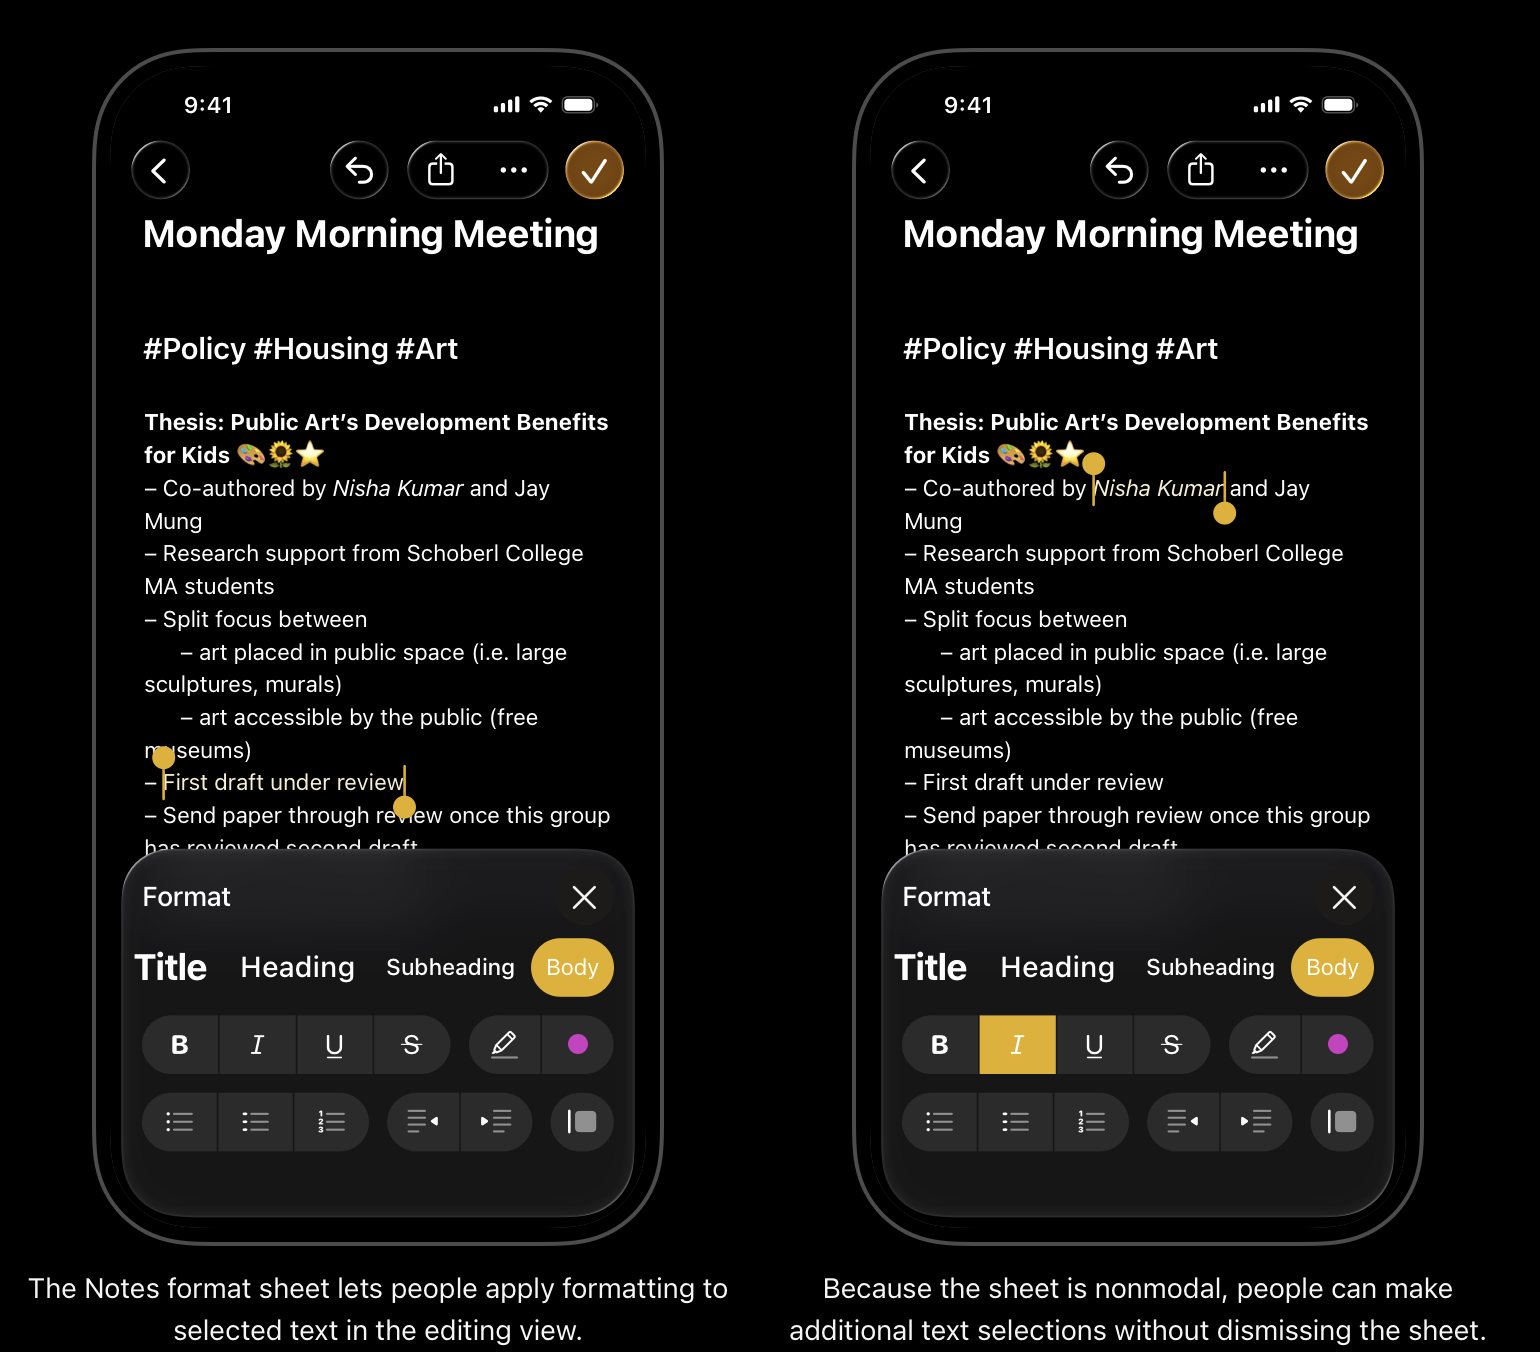 9:41
Monday Morning Meeting
#Policy #Housing #Art
Thesis: Public Art’s Development Benefits
for Kids 🎨🌻⭐
– Co-authored by Nisha Kumar and Jay
Mung
– Research support from Schoberl College
MA students
– Split focus between
– art placed in public space (i.e. large
sculptures, murals)
– art accessible by the public (free
museums)
– First draft under review
– Send paper through review once this group
has reviewed second draft
Format
Title Heading Subheading Body
B I U S
1
2
3
The Notes format sheet lets people apply formatting to
selected text in the editing view.
9:41
Monday Morning Meeting
#Policy #Housing #Art
Thesis: Public Art’s Development Benefits
for Kids 🎨🌻⭐
– Co-authored by Nisha Kumar and Jay
Mung
– Research support from Schoberl College
MA students
– Split focus between
– art placed in public space (i.e. large
sculptures, murals)
– art accessible by the public (free
museums)
– First draft under review
– Send paper through review once this group
has reviewed second draft
Format
Title Heading Subheading Body
B I U S
1
2
3
Because the sheet is nonmodal, people can make
additional text selections without dismissing the sheet.